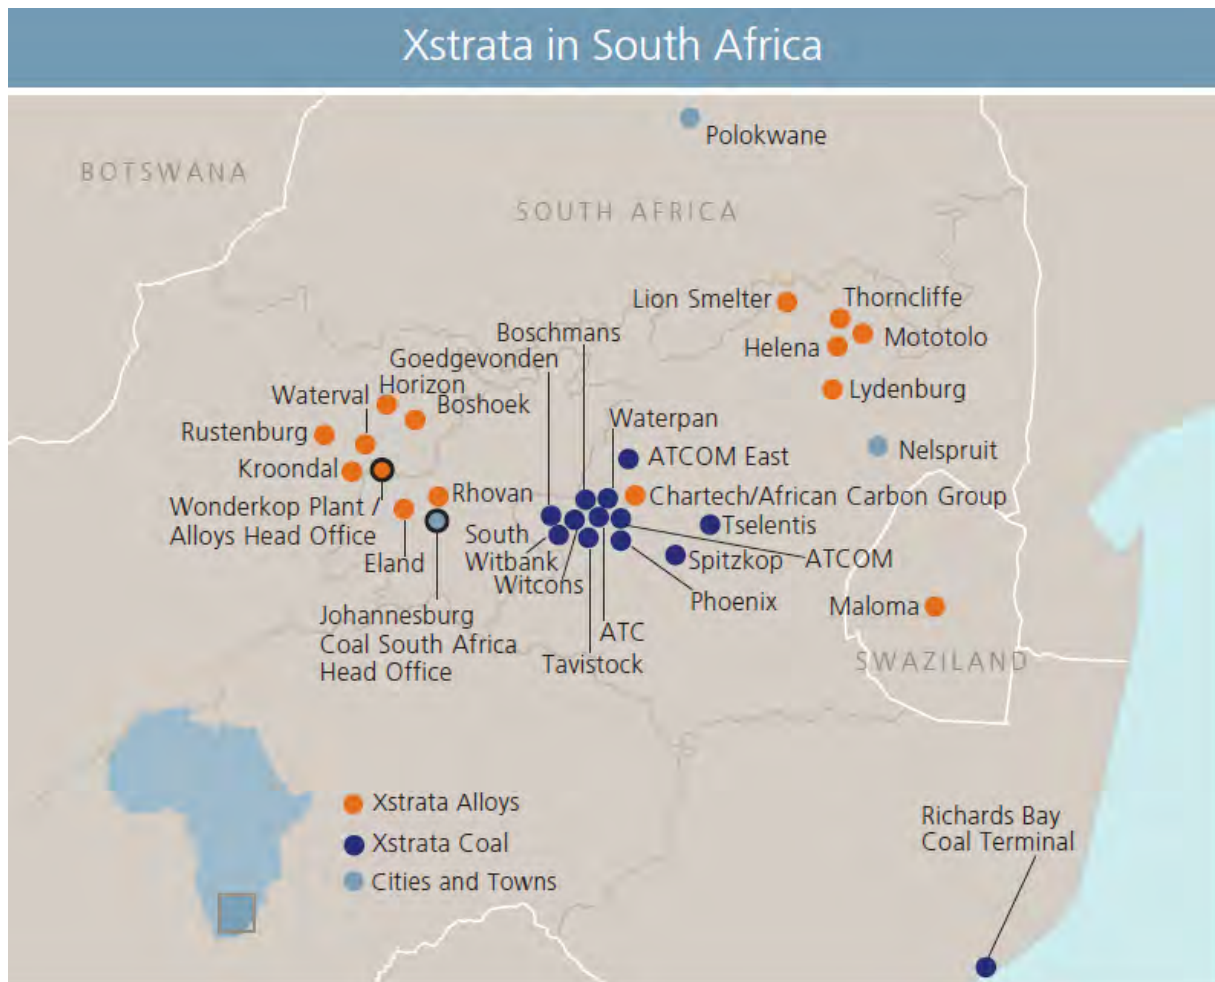 Xstrata in South Africa
Polokwane
BOTSWANA
SOUTH AFRICA
Lion Smelter
Thorncliffe
Boschmans
Mototolo
Helena
Goedgevonden
Horizon
Waterval
Boshoek
Lydenburg
Waterpan
Rustenburg
Nelspruit
ATCOM East
Kroondal
Rhovan
Chartech/African Carbon Group
Wonderkop Plant /
Alloys Head Office
Tselentis
South
Witbank
Eland
Spitzkop
ATCOM
Witcons
Phoenix
Maloma
Johannesburg
Coal South Africa
Head Office
ATC
Tavistock
SWAZILAND
Xstrata Alloys
Xstrata Coal
Cities and Towns
Richards Bay
Coal Terminal